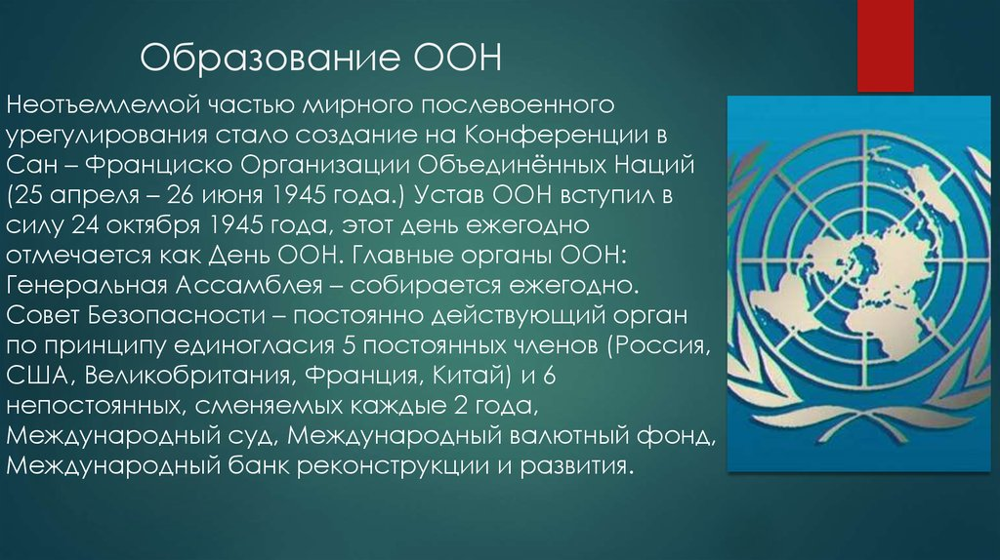 Образование ООН
Неотъемлемой частью мирного послевоенного
урегулирования стало создание на Конференции в
Сан – Франциско Организации Объединённых Наций
(25 апреля – 26 июня 1945 года.) Устав ООН вступил в
силу 24 октября 1945 года, этот день ежегодно
отмечается как День ООН. Главные органы ООН:
Генеральная Ассамблея – собирается ежегодно.
Совет Безопасности – постоянно действующий орган
по принципу единогласия 5 постоянных членов (Россия,
США, Великобритания, Франция, Китай) и 6
непостоянных, сменяемых каждые 2 года,
Международный суд, Международный валютный фонд,
Международный банк реконструкции и развития.